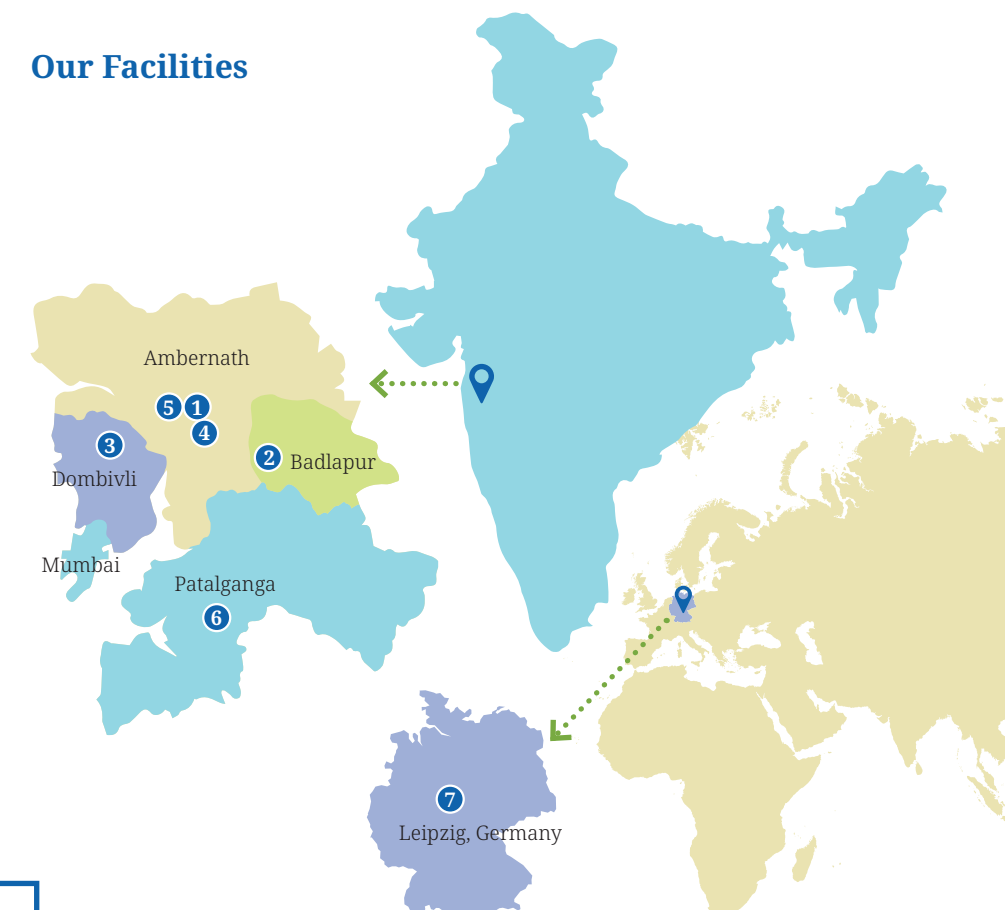 Our Facilities
Ambernath
5 1
4
3
2 Badlapur
Dombivli
Mumbai
Patalganga
6
7
Leipzig, Germany